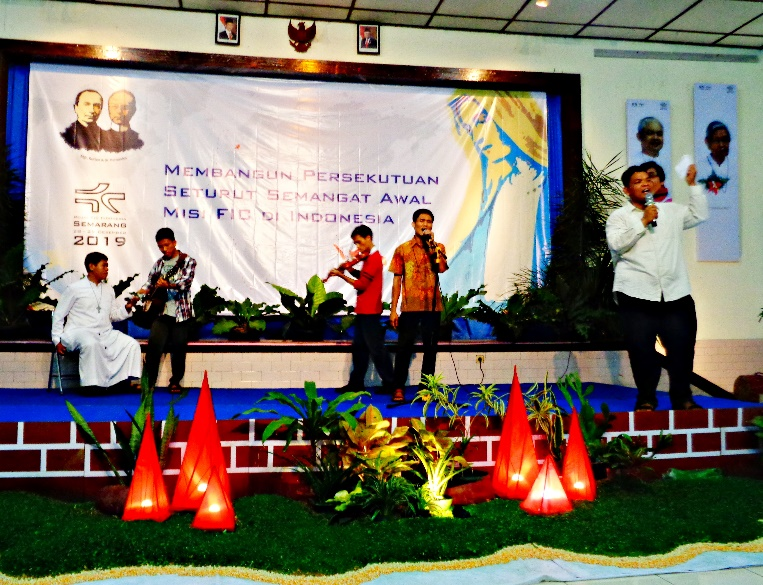 MEMBANGUN PERSEKUTUAN
SETURUT SEMANGAT AWAL
MISI FIC DI INDONESIA
SEMARANG
2019